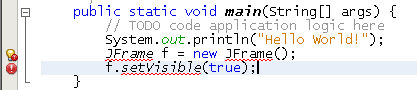 public static void main(String[] args) {
// TODO code application logic here
System.out.println("Hello World!");
JFrame f = new JFrame();
f.setVisible(true);
}